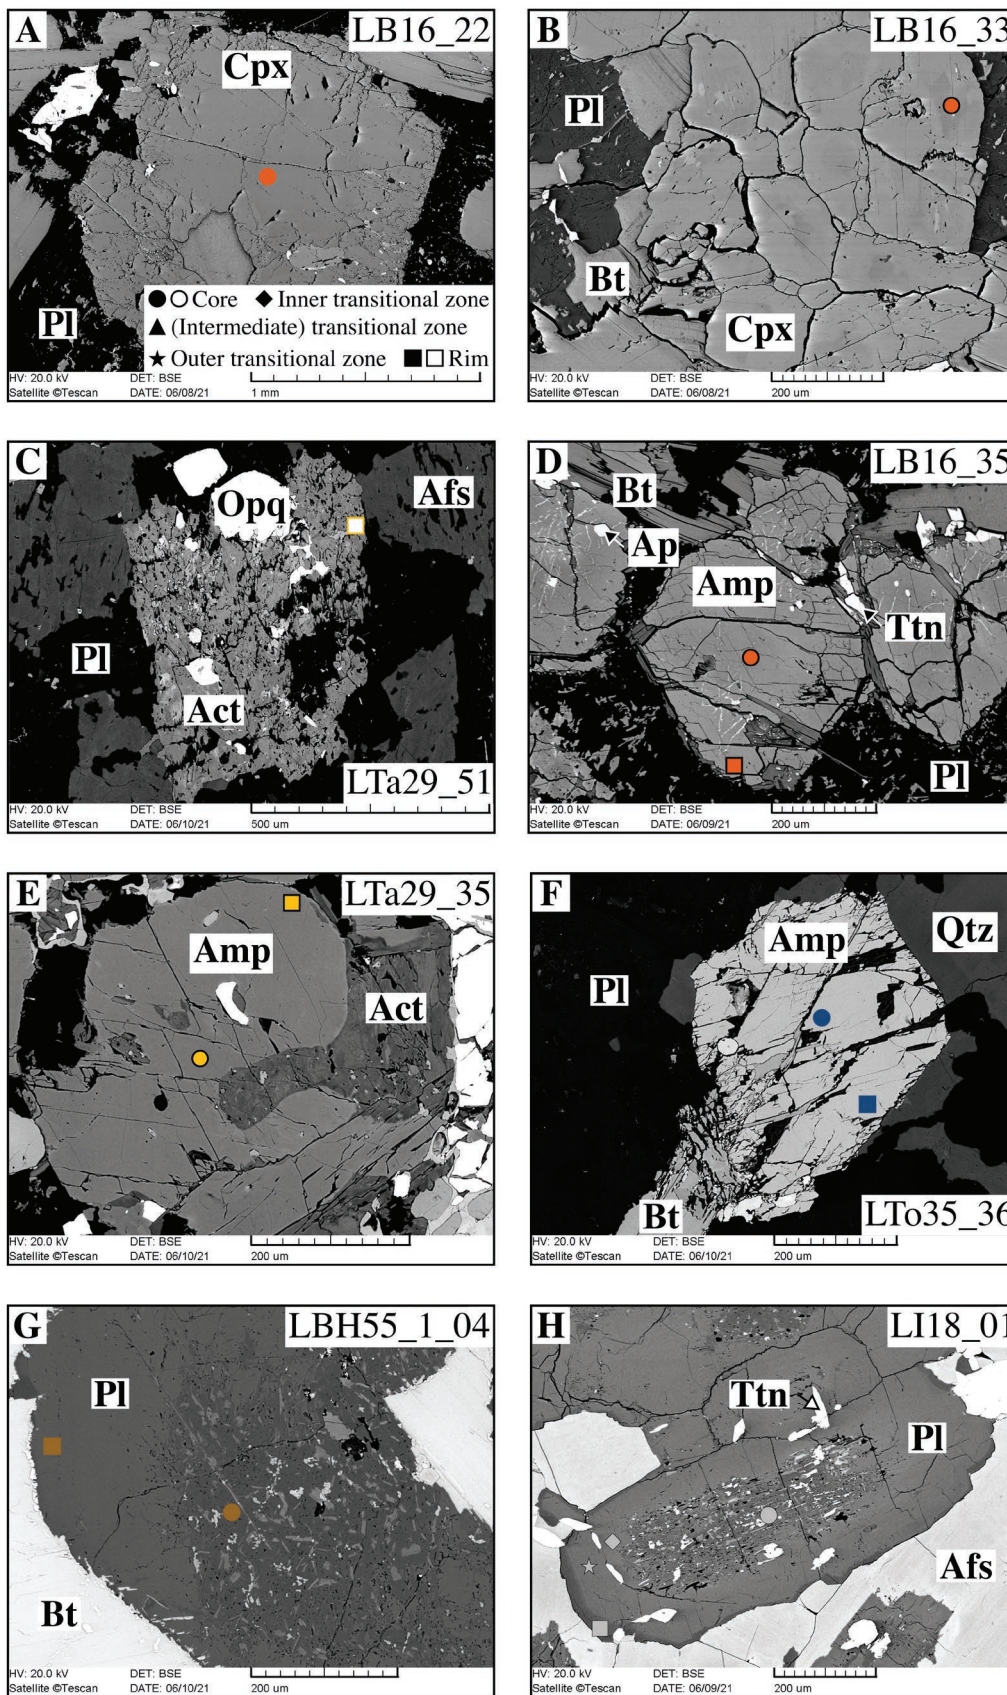 A
LB16_22
Cpx
Pl
Core
Inner transitional zone
(Intermediate) transitional zone
Outer transitional zone
Rim
HV: 20.0 kV DET: BSE
Satellite ©Tescan DATE: 06/08/21 1 mm
B
LB16_33
Pl
Bt
Cpx
HV: 20.0 kV DET: BSE
Satellite ©Tescan DATE: 06/08/21 200 um
C
Opq
Afs
Pl
Act
LTa29_51
HV: 20.0 kV DET: BSE
Satellite ©Tescan DATE: 06/10/21 500 um
D
LB16_35
Bt
Ap
Amp
Ttn
Pl
HV: 20.0 kV DET: BSE
Satellite ©Tescan DATE: 06/09/21 200 um
E
LTa29_35
Amp
Act
HV: 20.0 kV DET: BSE
Satellite ©Tescan DATE: 06/10/21 200 um
F
Amp
Qtz
Pl
Bt
LTo35_36
HV: 20.0 kV DET: BSE
Satellite ©Tescan DATE: 06/10/21 200 um
G
LBH55_1_04
Pl
Bt
HV: 20.0 kV DET: BSE
Satellite ©Tescan DATE: 06/10/21 200 um
H
LI18_01
Ttn
Pl
Afs
HV: 20.0 kV DET: BSE
Satellite ©Tescan DATE: 06/09/21 200 um